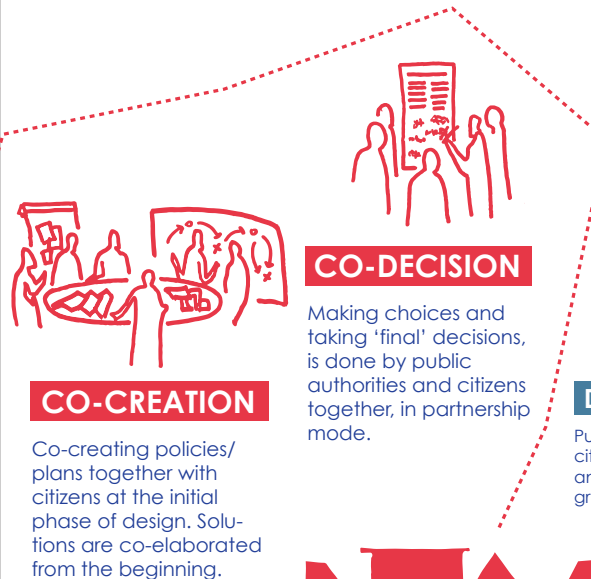 CO-DECISION
Making choices and
taking ‘final’ decisions,
is done by public
authorities and citizens
together, in partnership
mode.
CO-CREATION
Co-creating policies/
plans together with
citizens at the initial
phase of design. Solu-
tions are co-elaborated
from the beginning.